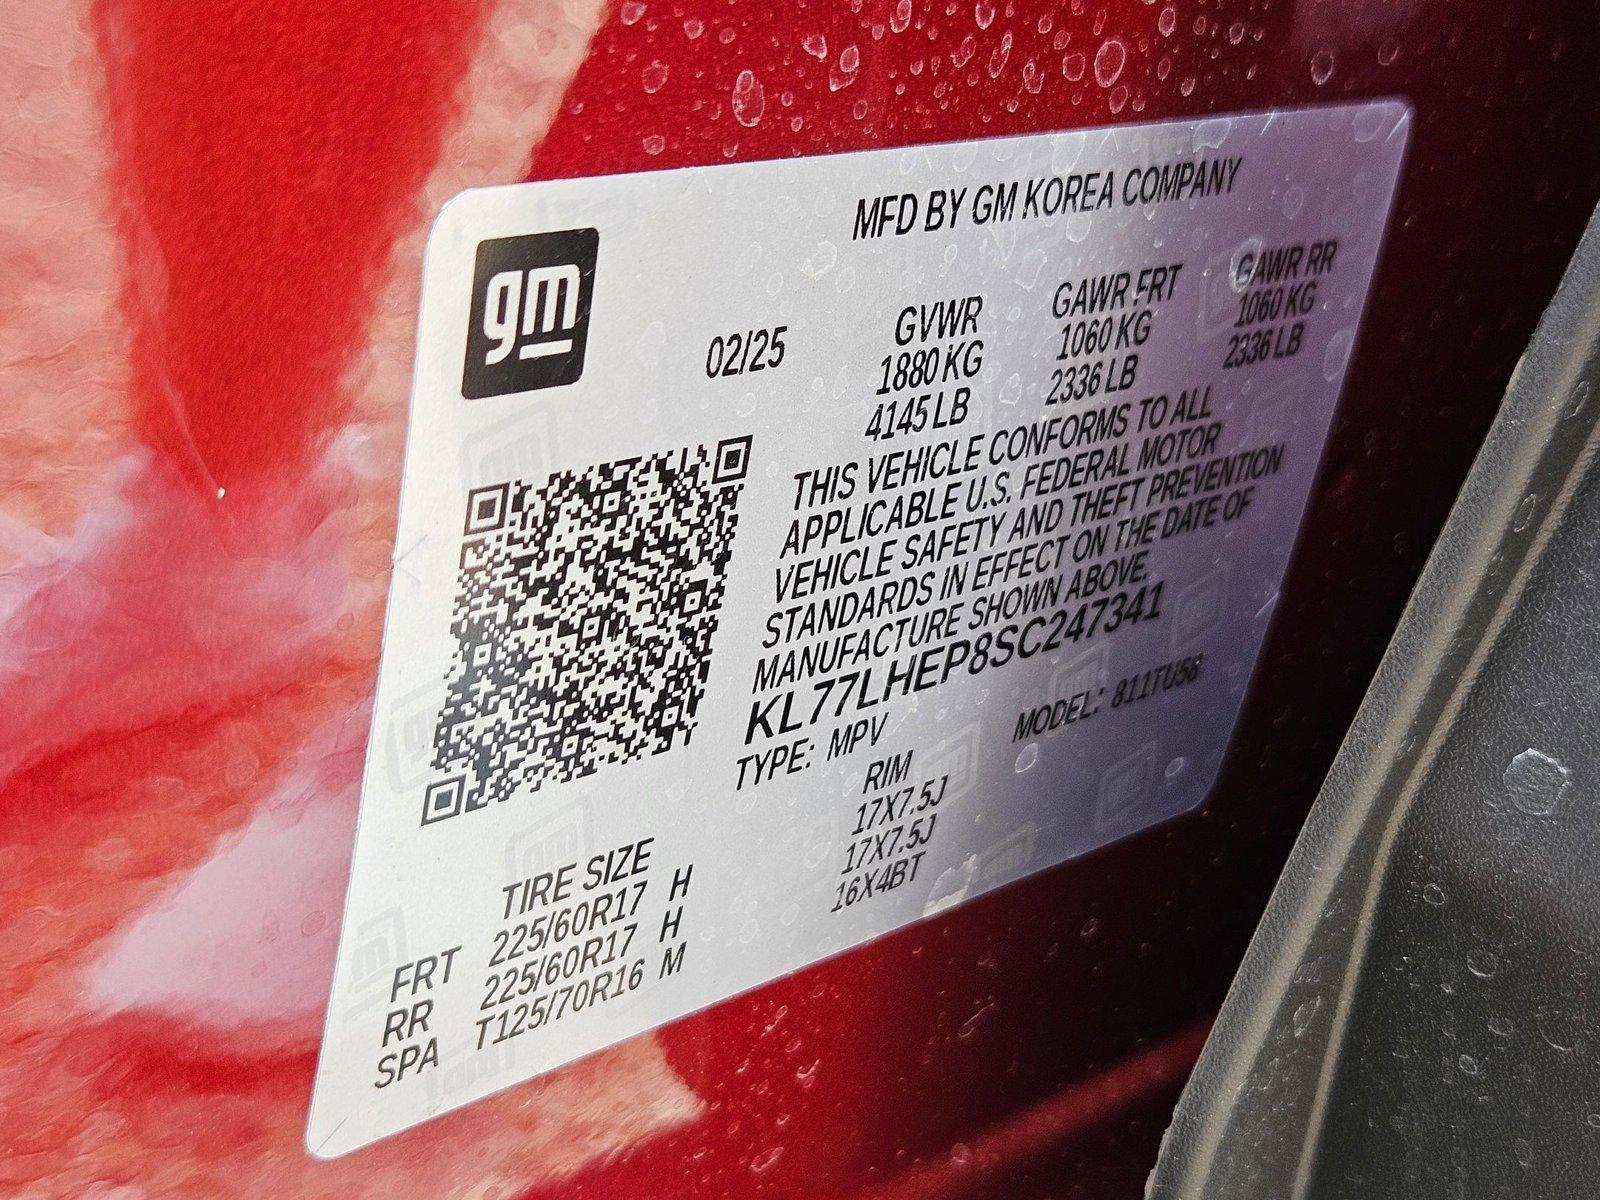 gm
MFD BY GM KOREA COMPANY
02/25
GVWR GAWR FRT GAWR RR
1880 KG 1060 KG 1060 KG
4145 LB 2336 LB 2336 LB
THIS VEHICLE CONFORMS TO ALL
APPLICABLE U.S. FEDERAL MOTOR
VEHICLE SAFETY AND THEFT PREVENTION
STANDARDS IN EFFECT ON THE DATE OF
MANUFACTURE SHOWN ABOVE.
KL77LHEP8SC247341
TYPE: MPV MODEL: 811TU58
TIRE SIZE RIM
FRT 225/60R17 H 17X7.5J
RR 225/60R17 H 17X7.5J
SPA T125/70R16 M 16X4BT